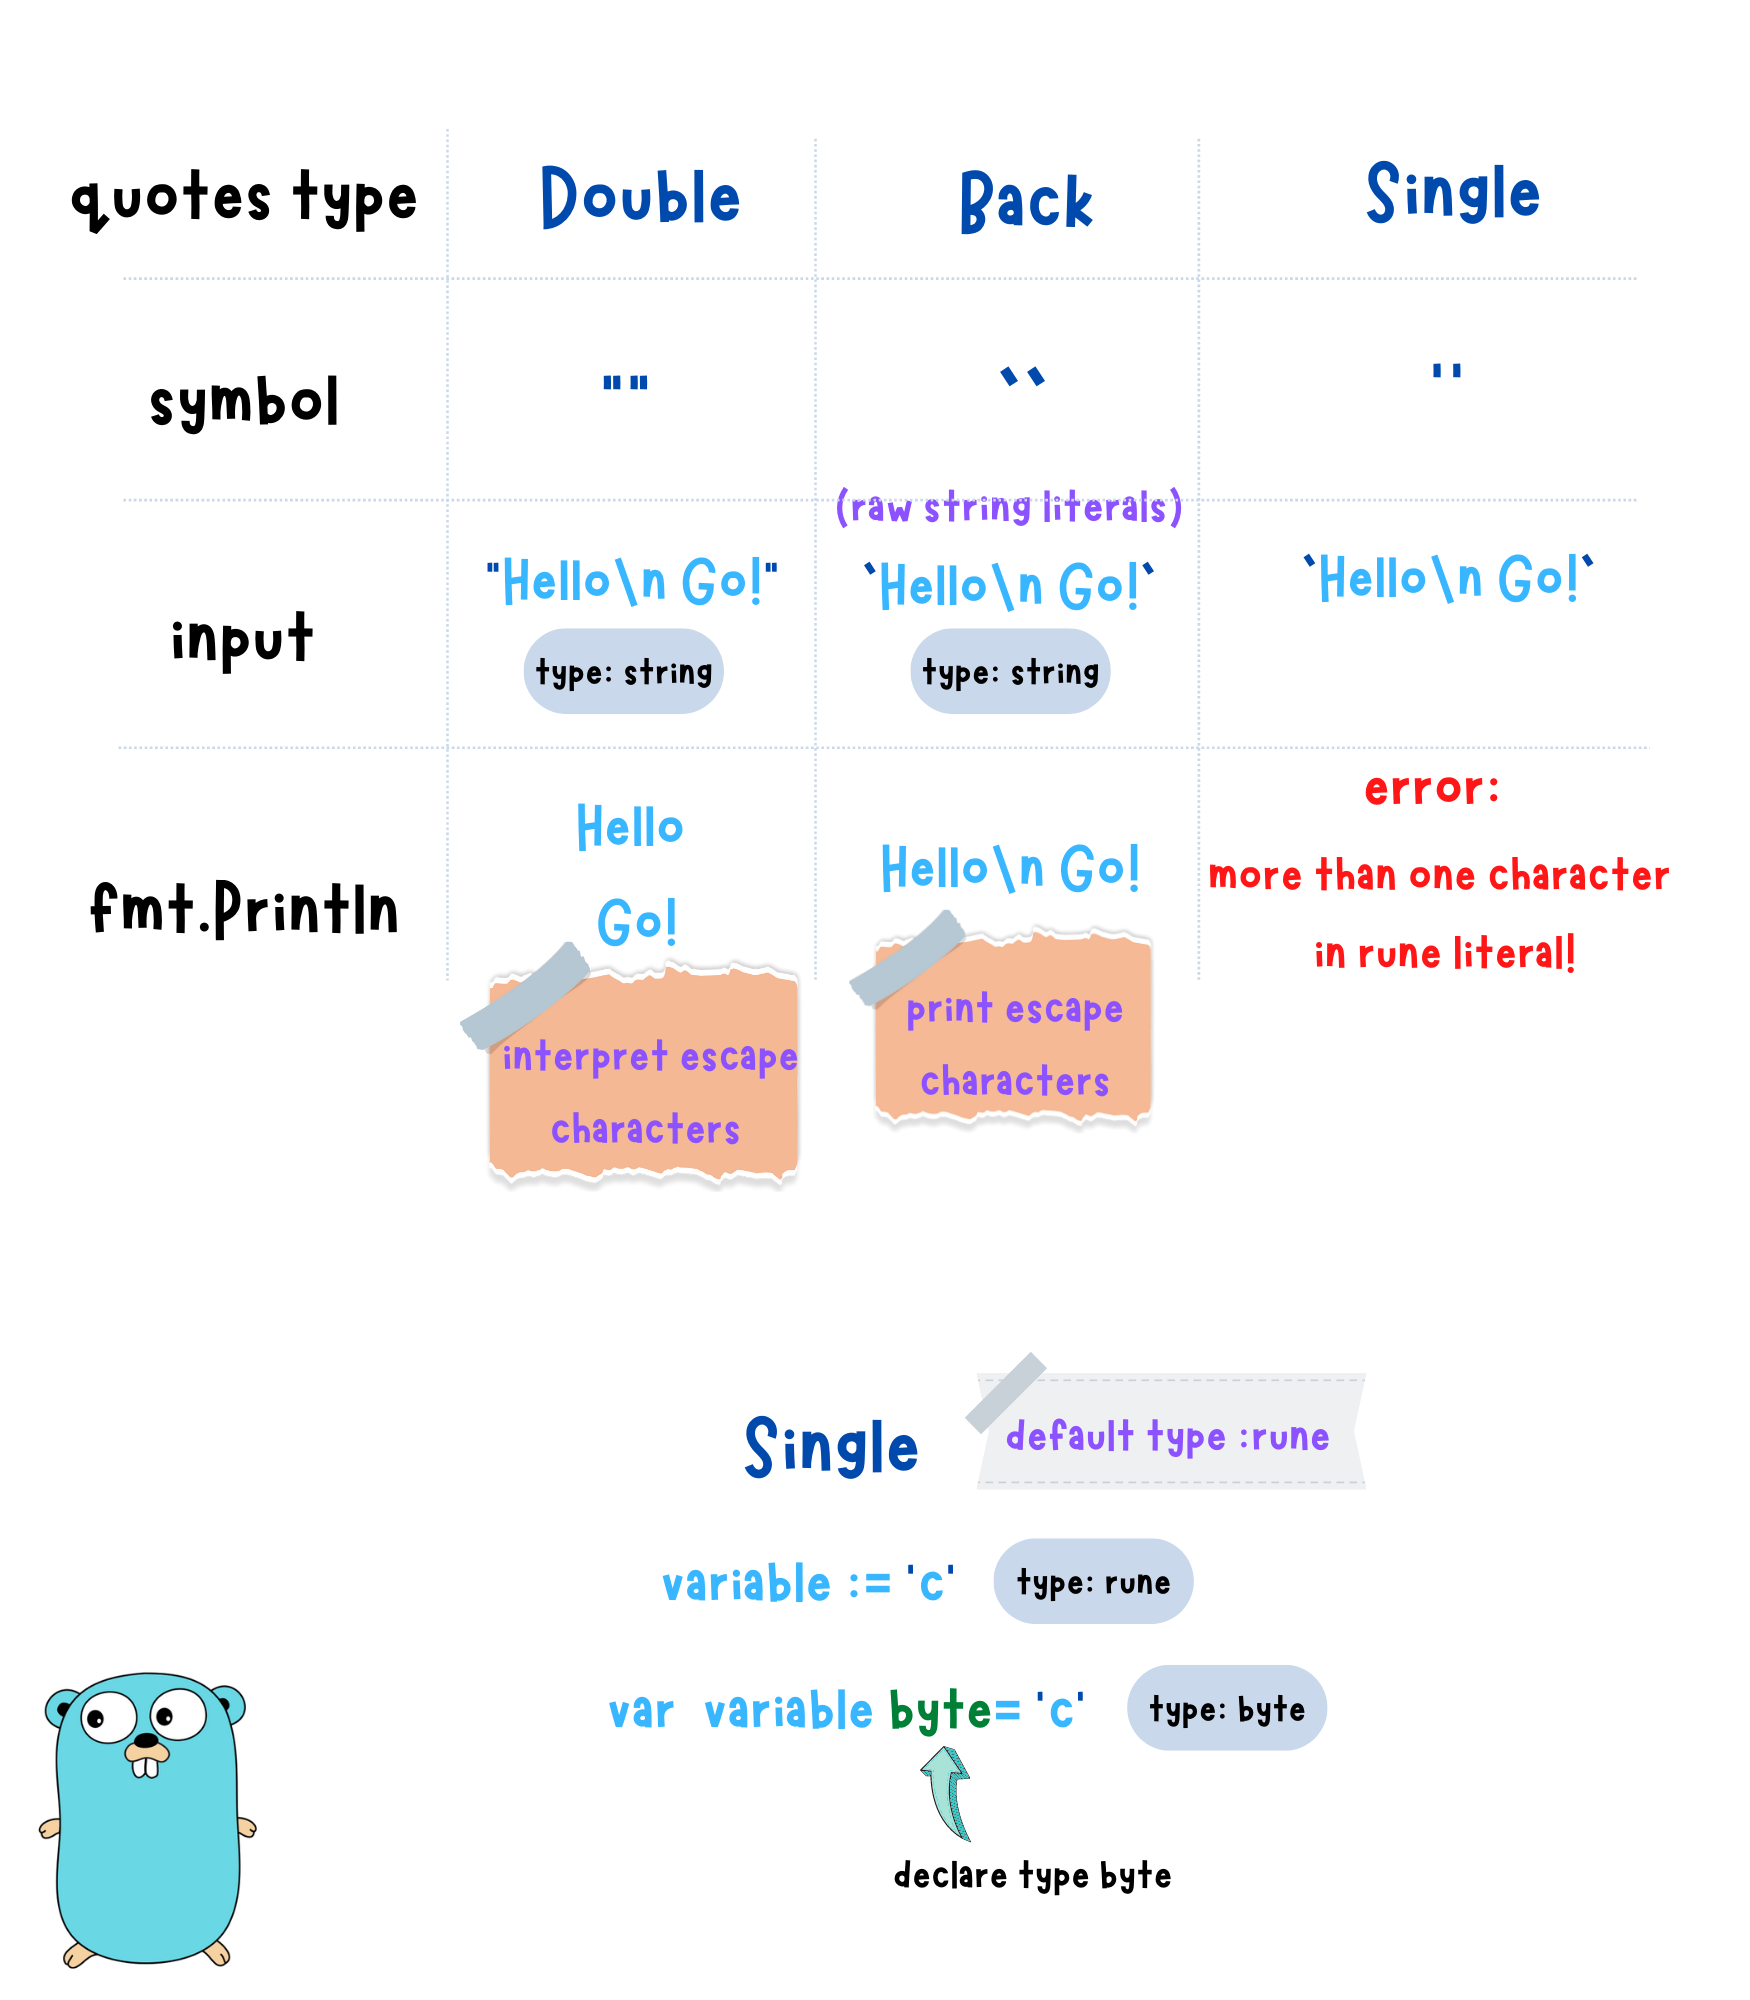 quotes type Double Back Single
symbol "" `` ''
(raw string literals)
input "Hello\n Go!" `Hello\n Go!` `Hello\n Go!`
type: string type: string
fmt.Println
Hello
Go!
interpret escape
characters
Hello\n Go!
print escape
characters
error:
more than one character
in rune literal!
Single default type :rune
variable := 'c' type: rune
var variable byte= 'c' type: byte
declare type byte